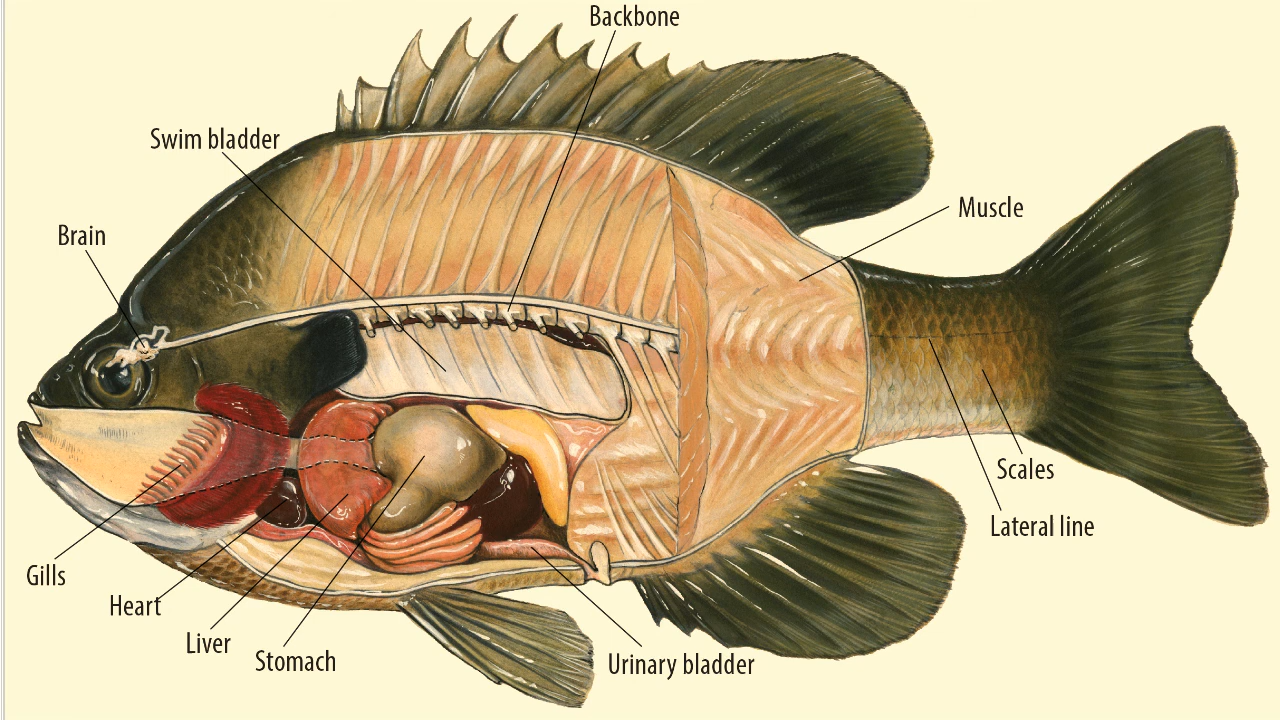 Backbone
Swim bladder
Muscle
Brain
Scales
Lateral line
Gills
Heart
Liver
Stomach
Urinary bladder